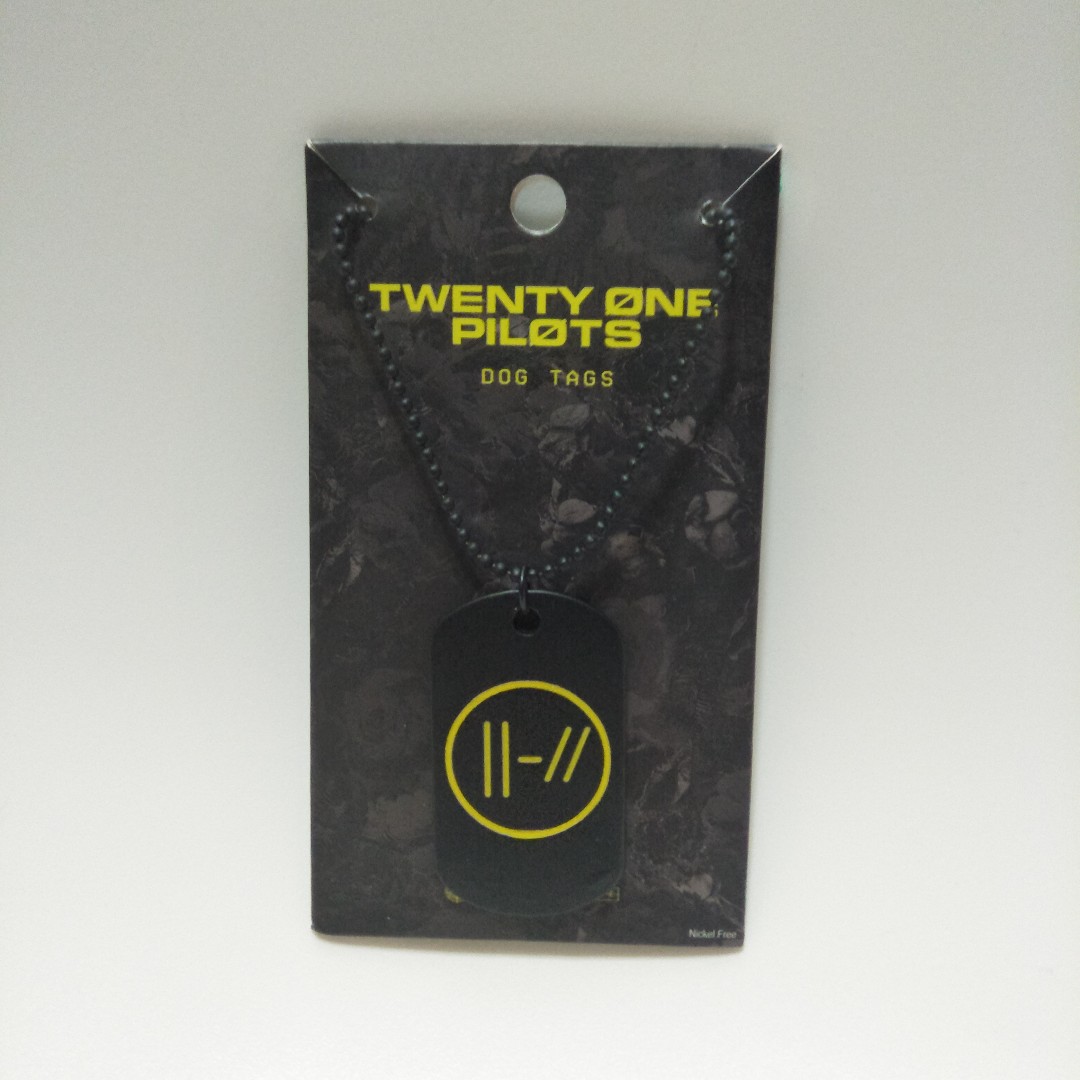 TWENTY ØNE
PILØTS
DOG TAGS
||-//
Nickel Free